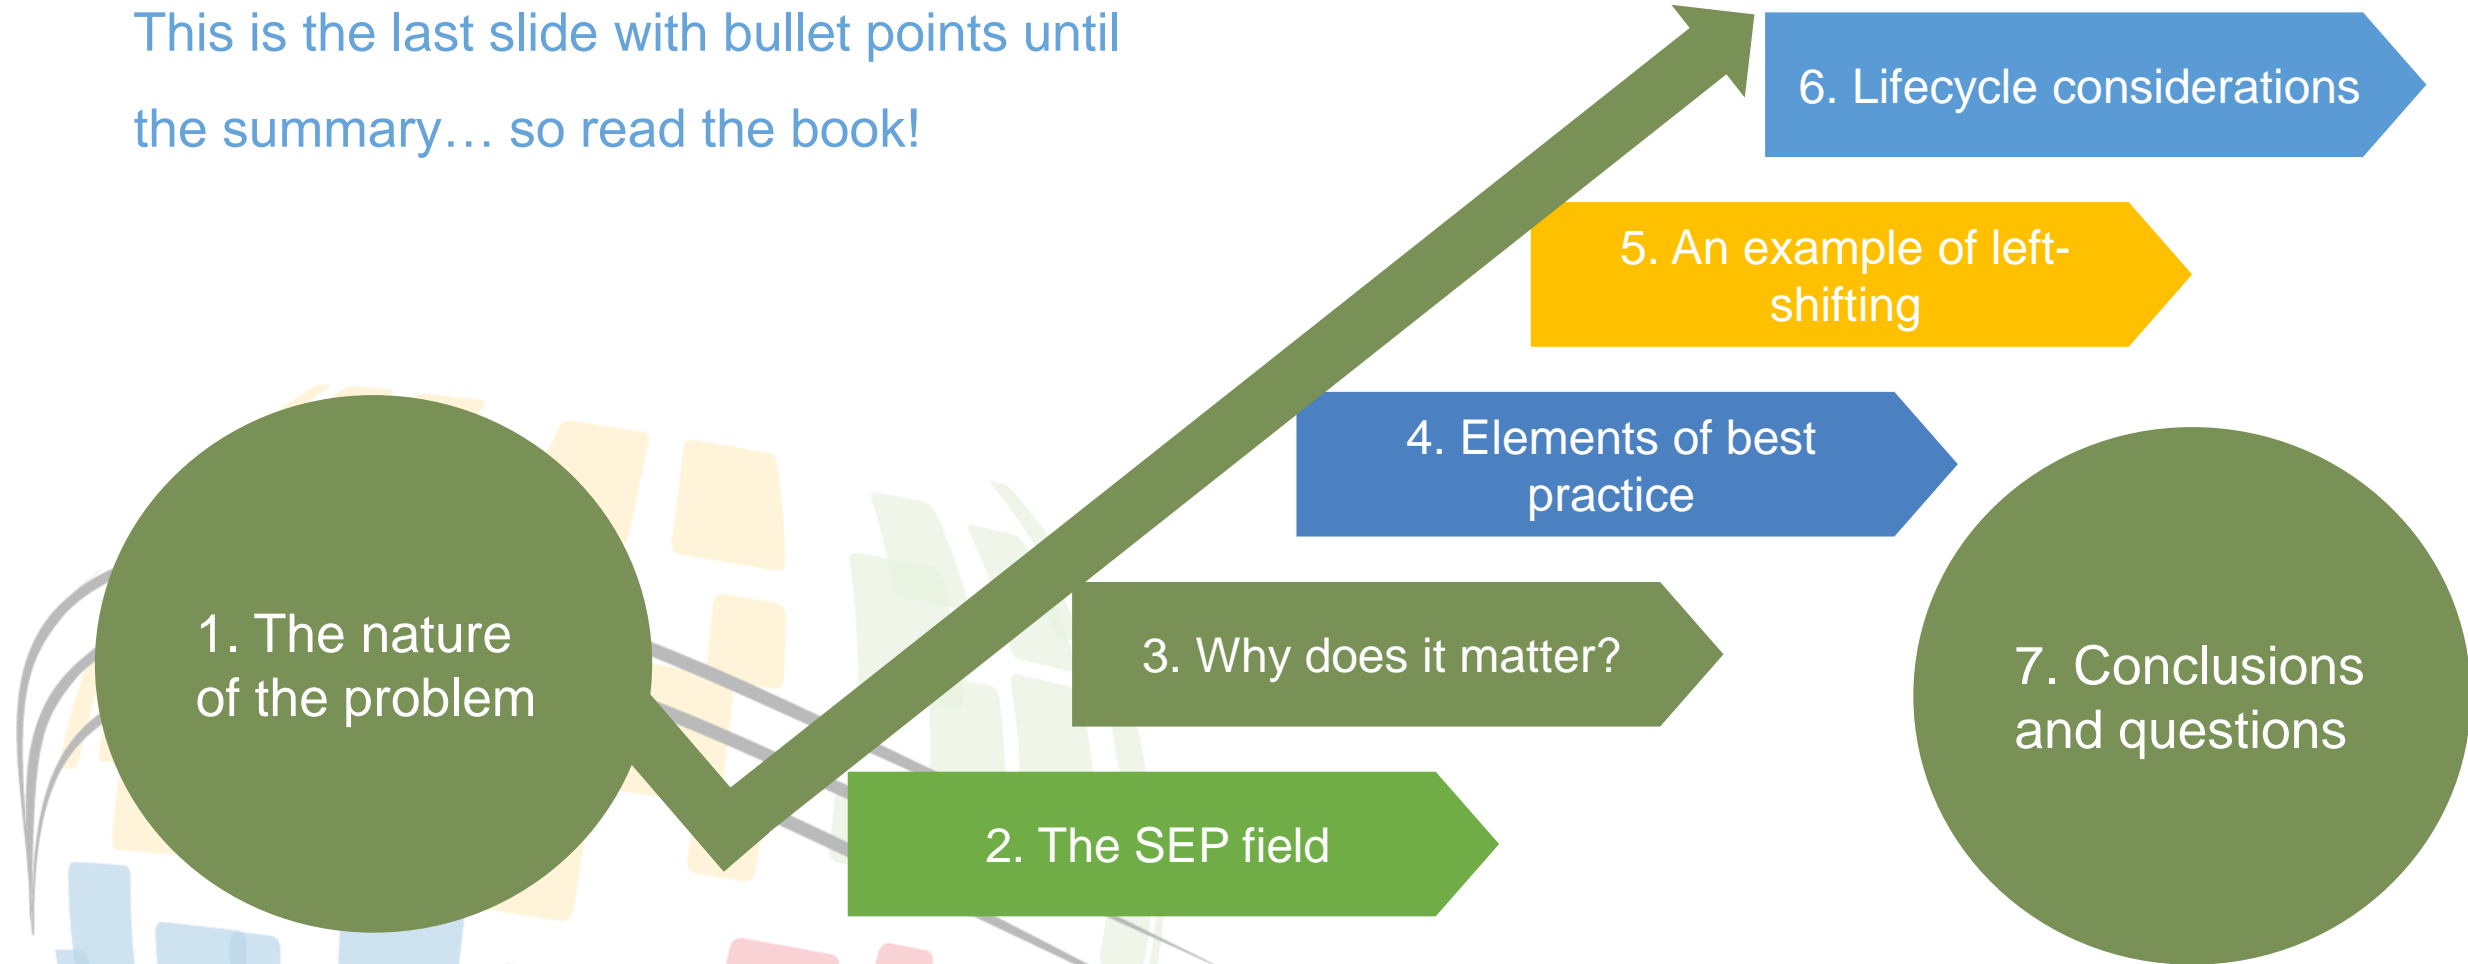 This is the last slide with bullet points until
the summary… so read the book!
1. The nature
of the problem
2. The SEP field
3. Why does it matter?
4. Elements of best
practice
5. An example of left-
shifting
6. Lifecycle considerations
7. Conclusions
and questions